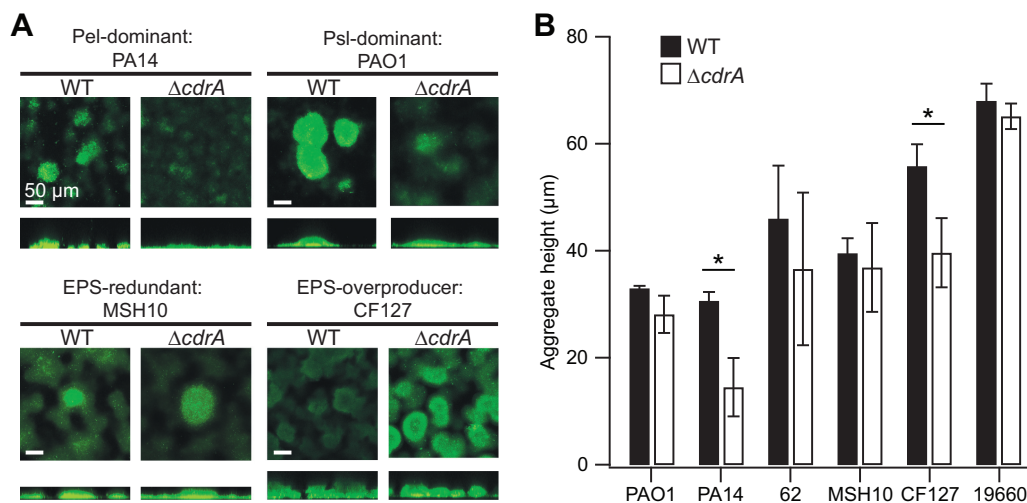 A
Pel-dominant:
PA14
WT ΔcdrA
50 µm
Psl-dominant:
PAO1
WT ΔcdrA
EPS-redundant:
MSH10
WT ΔcdrA
EPS-overproducer:
CF127
WT ΔcdrA
B
Aggregate height (µm)
80
60
40
20
0
WT
ΔcdrA
*
*
PAO1 PA14 62 MSH10 CF127 19660